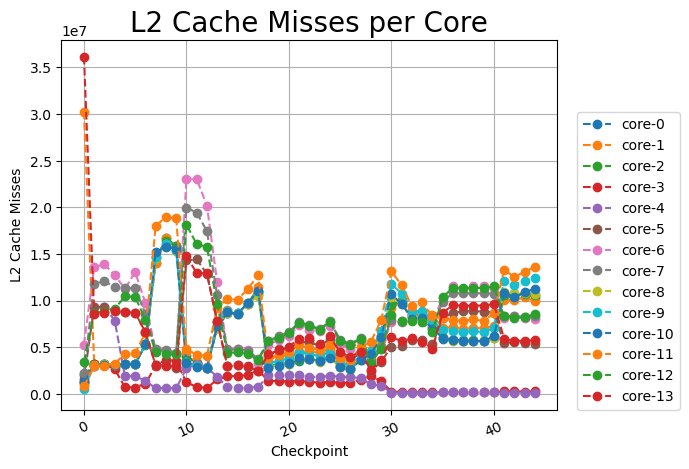 L2 Cache Misses per Core
1e7
3.5
3.0
2.5
2.0
1.5
1.0
0.5
0.0
L2 Cache Misses
0
10
20
30
40
Checkpoint
core-0
core-1
core-2
core-3
core-4
core-5
core-6
core-7
core-8
core-9
core-10
core-11
core-12
core-13